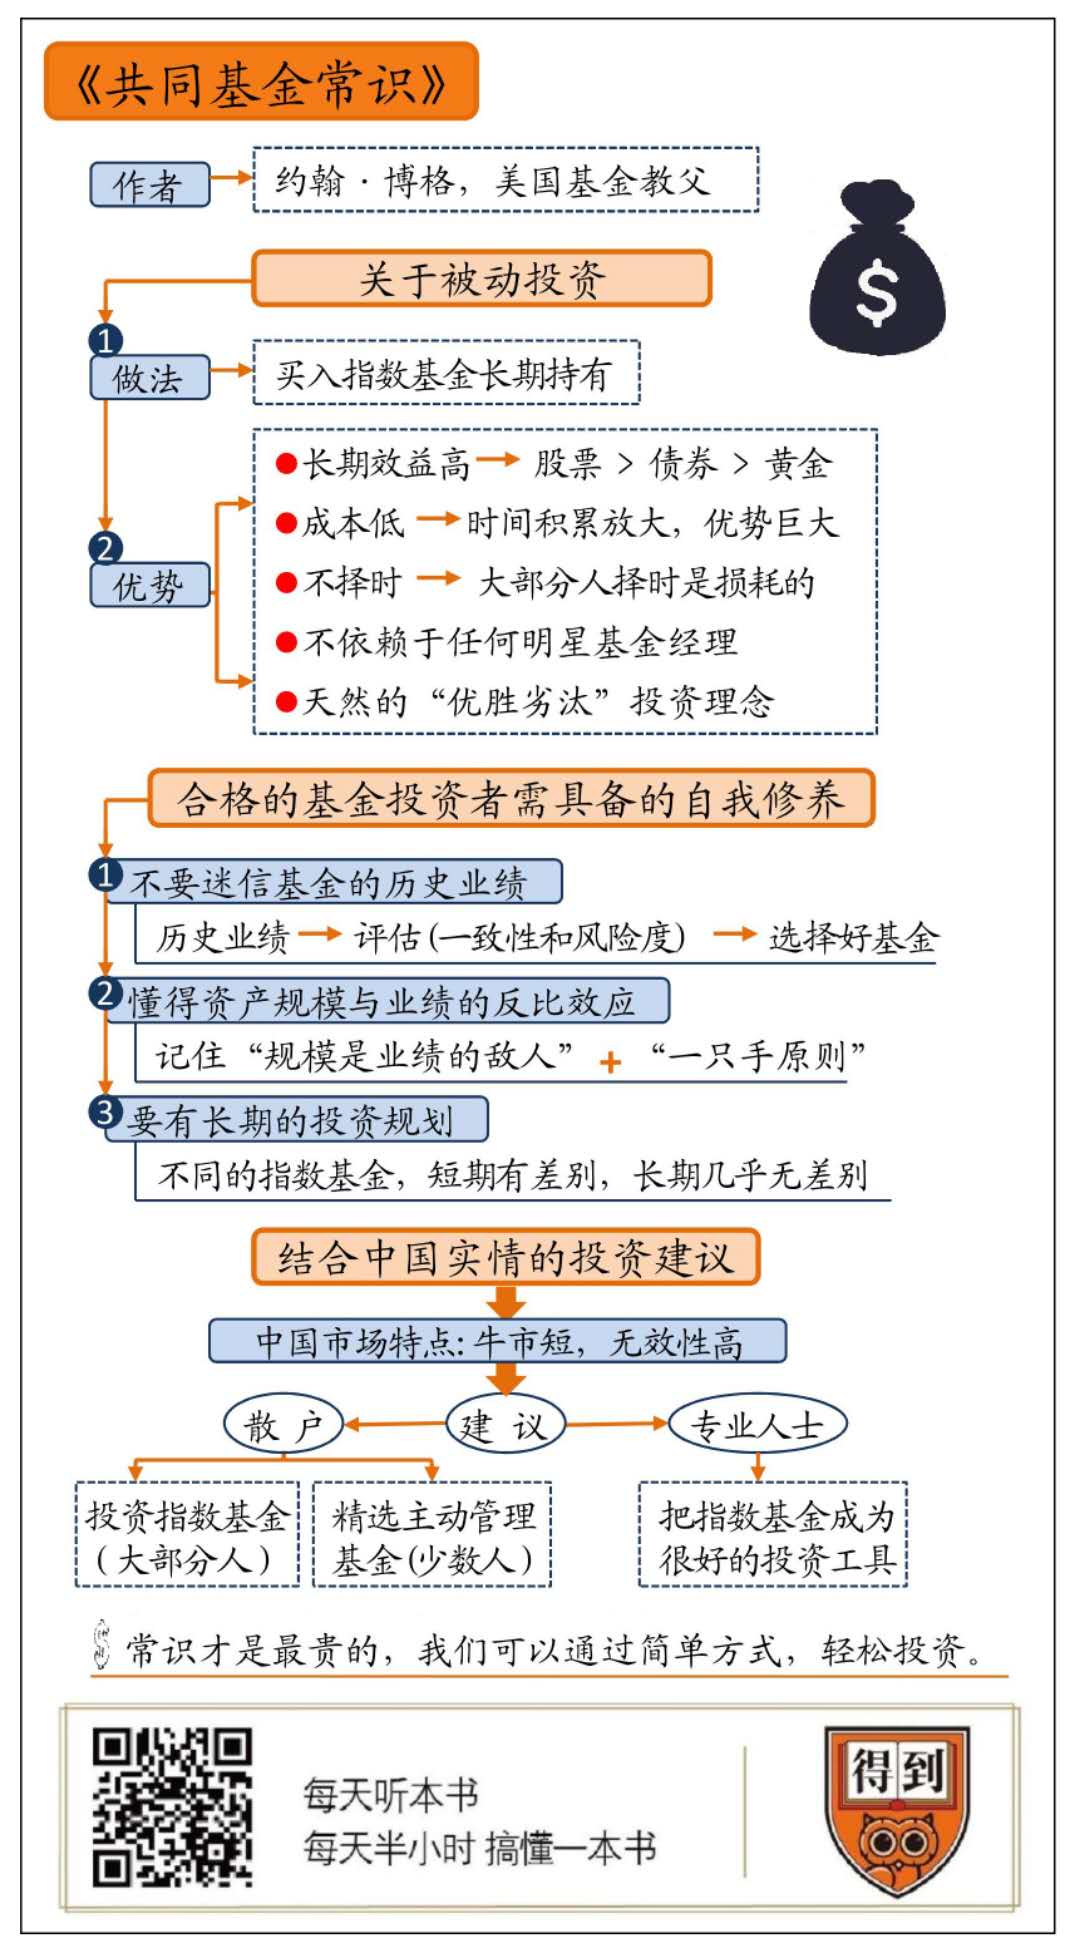 《共同基金常识》
作者
约翰·博格，美国基金教父
$
关于被动投资
1
做法
买入指数基金长期持有
2
优势
长期效益高 股票 > 债券 > 黄金
成本低 时间积累放大，优势巨大
不择时 大部分人择时是损耗的
不依赖于任何明星基金经理
天然的“优胜劣汰”投资理念
合格的基金投资者需具备的自我修养
1 不要迷信基金的历史业绩
历史业绩 评估(一致性和风险度) 选择好基金
2 懂得资产规模与业绩的反比效应
记住“规模是业绩的敌人” + “一只手原则”
3 要有长期的投资规划
不同的指数基金，短期有差别，长期几乎无差别
结合中国实情的投资建议
中国市场特点: 牛市短，无效性高
散 户 建 议 专业人士
投资指数基金
(大部分人)
精选主动管理
基金(少数人)
把指数基金成为
很好的投资工具
常识才是最贵的，我们可以通过简单方式，轻松投资。
每天听本书
每天半小时 搞懂一本书
得到